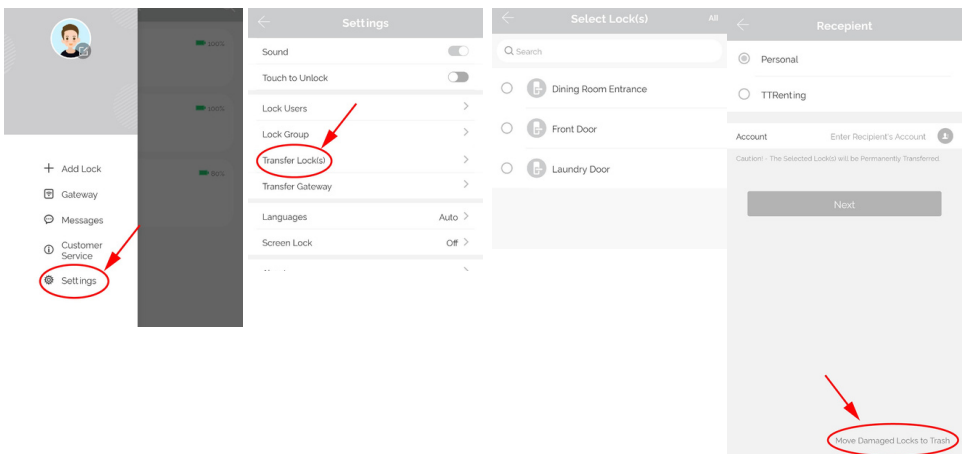 100%
100%
80%
+ Add Lock
Gateway
Messages
Customer
Service
Settings
Settings
Sound
Touch to Unlock
Lock Users
Lock Group
Transfer Lock(s)
Transfer Gateway
Languages Auto
Screen Lock Off
Select Lock(s) All
Search
Dining Room Entrance
Front Door
Laundry Door
Recepient
Personal
TTRenting
Account Enter Recipient's Account
Caution! - The Selected Lock(s) will be Permanently Transferred.
Next
Move Damaged Locks to Trash